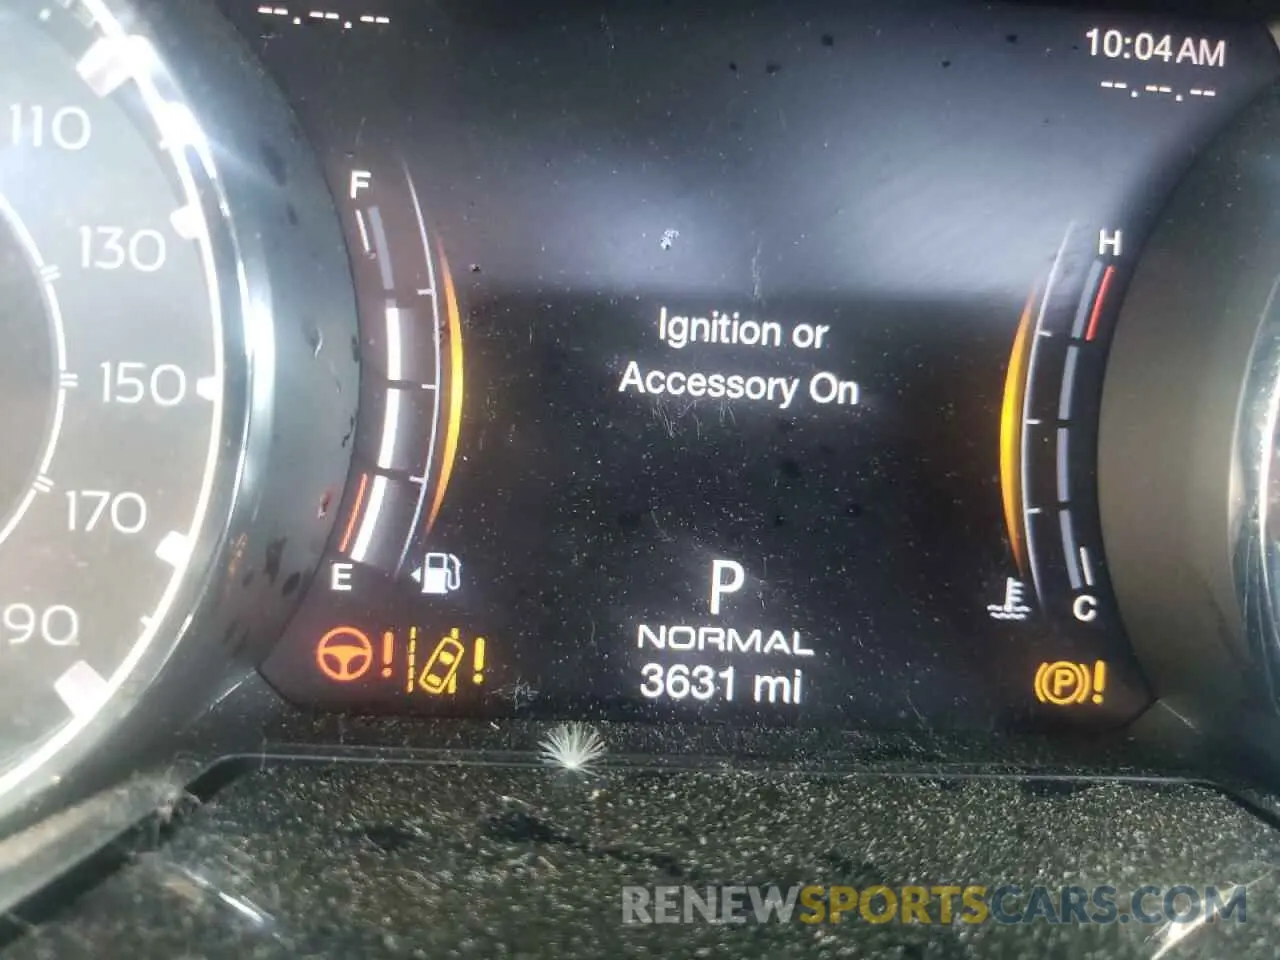 --.--.--
10:04 AM
--.--.--
110
130
150
170
90
F
E
H
C
Ignition or
Accessory On
P
NORMAL
3631 mi
!
!
P !
RENEWSPORTSCARS.COM